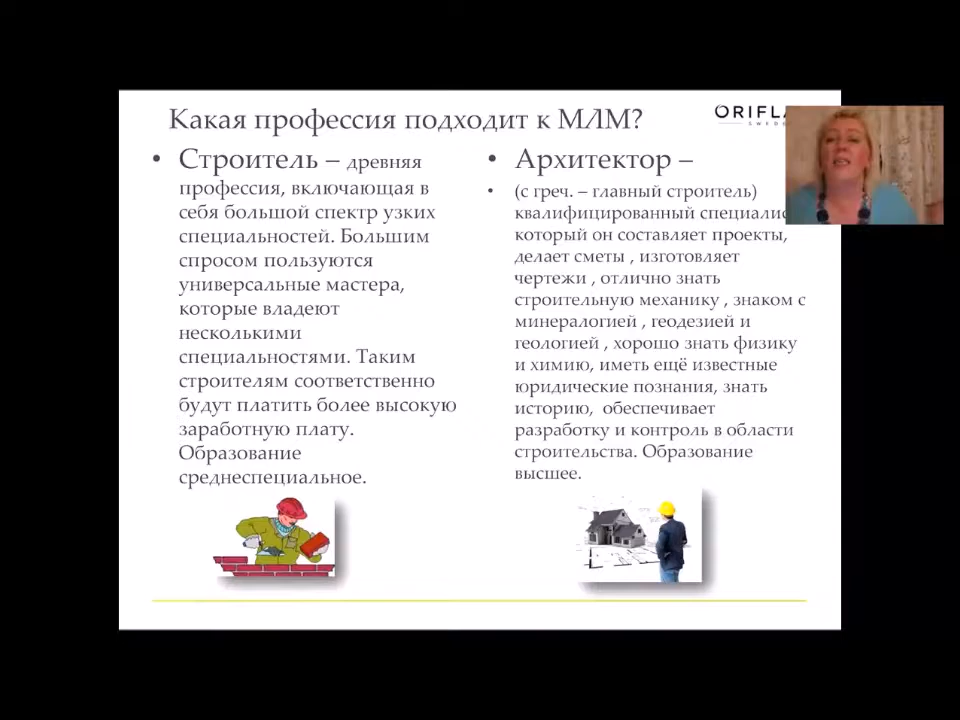 Какая профессия подходит к МЛМ?
ORIFLA
SWED
• Строитель – древняя
профессия, включающая в
себя большой спектр узких
специальностей. Большим
спросом пользуются
универсальные мастера,
которые владеют
несколькими
специальностями. Таким
строителям соответственно
будут платить более высокую
заработную плату.
Образование
среднеспециальное.
• Архитектор –
• (с греч. – главный строитель)
квалифицированный специалис
который он составляет проекты,
делает сметы , изготовляет
чертежи , отлично знать
строительную механику , знаком с
минералогией , геодезией и
геологией , хорошо знать физику
и химию, иметь ещё известные
юридические познания, знать
историю, обеспечивает
разработку и контроль в области
строительства. Образование
высшее.